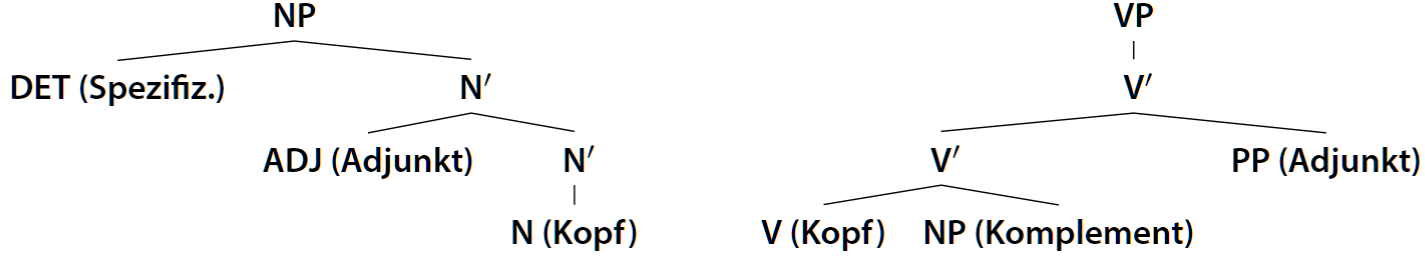 NP VP
DET (Spezifiz.) N′ V′
ADJ (Adjunkt) N′ V′ PP (Adjunkt)
N (Kopf) V (Kopf) NP (Komplement)